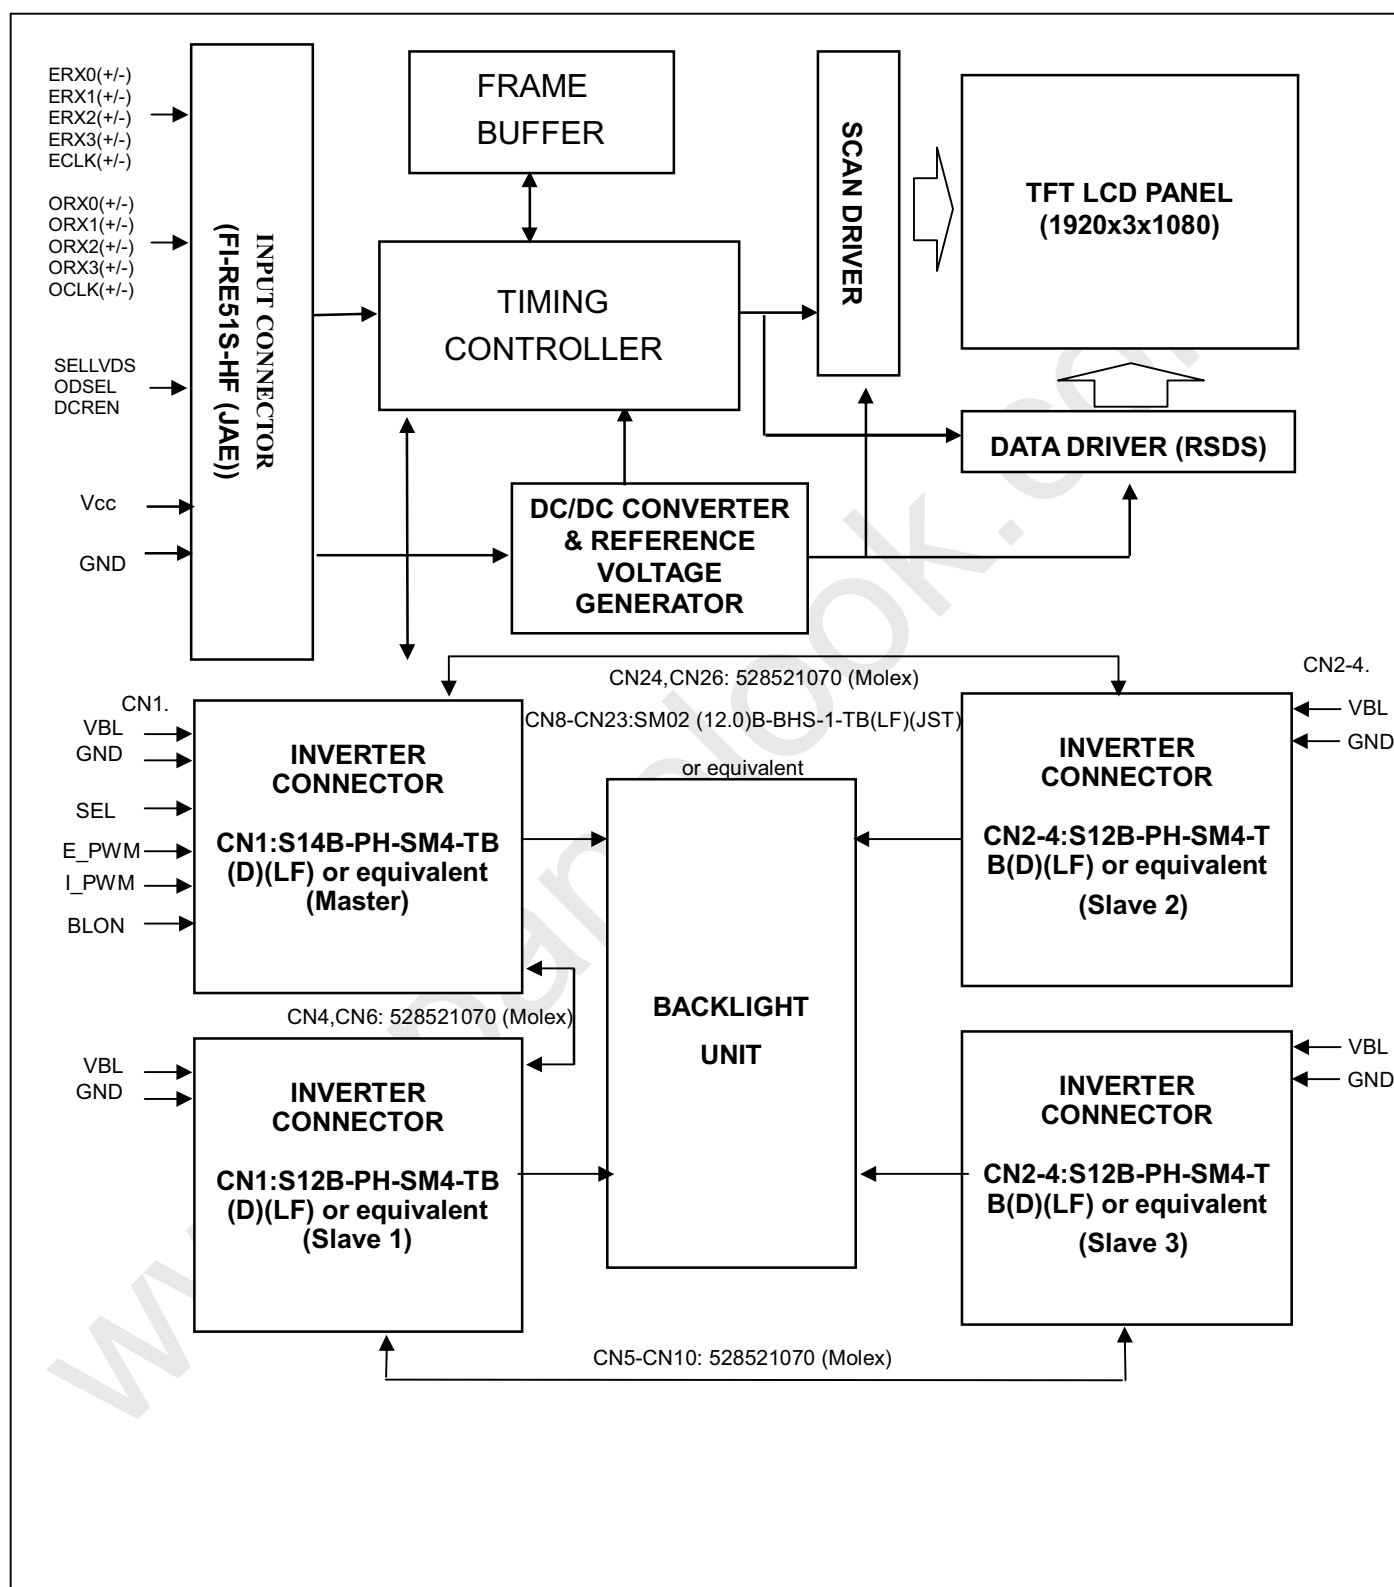 ERX0(+/-)
ERX1(+/-)
ERX2(+/-)
ERX3(+/-)
ECLK(+/-)
ORX0(+/-)
ORX1(+/-)
ORX2(+/-)
ORX3(+/-)
OCLK(+/-)
SELLVDS
ODSEL
DCREN
Vcc
GND
INPUT CONNECTOR
(FI-RE51S-HF (JAE))
FRAME
BUFFER
TIMING
CONTROLLER
SCAN DRIVER
TFT LCD PANEL
(1920x3x1080)
DATA DRIVER (RSDS)
DC/DC CONVERTER
& REFERENCE
VOLTAGE
GENERATOR
CN24,CN26: 528521070 (Molex)
CN8-CN23:SM02 (12.0)B-BHS-1-TB(LF)(JST)
or equivalent
CN1.
VBL
GND
SEL
E_PWM
I_PWM
BLON
INVERTER
CONNECTOR
CN1:S14B-PH-SM4-TB
(D)(LF) or equivalent
(Master)
CN2-4.
VBL
GND
INVERTER
CONNECTOR
CN2-4:S12B-PH-SM4-T
B(D)(LF) or equivalent
(Slave 2)
BACKLIGHT
UNIT
CN4,CN6: 528521070 (Molex)
VBL
GND
INVERTER
CONNECTOR
CN1:S12B-PH-SM4-TB
(D)(LF) or equivalent
(Slave 1)
VBL
GND
INVERTER
CONNECTOR
CN2-4:S12B-PH-SM4-T
B(D)(LF) or equivalent
(Slave 3)
CN5-CN10: 528521070 (Molex)